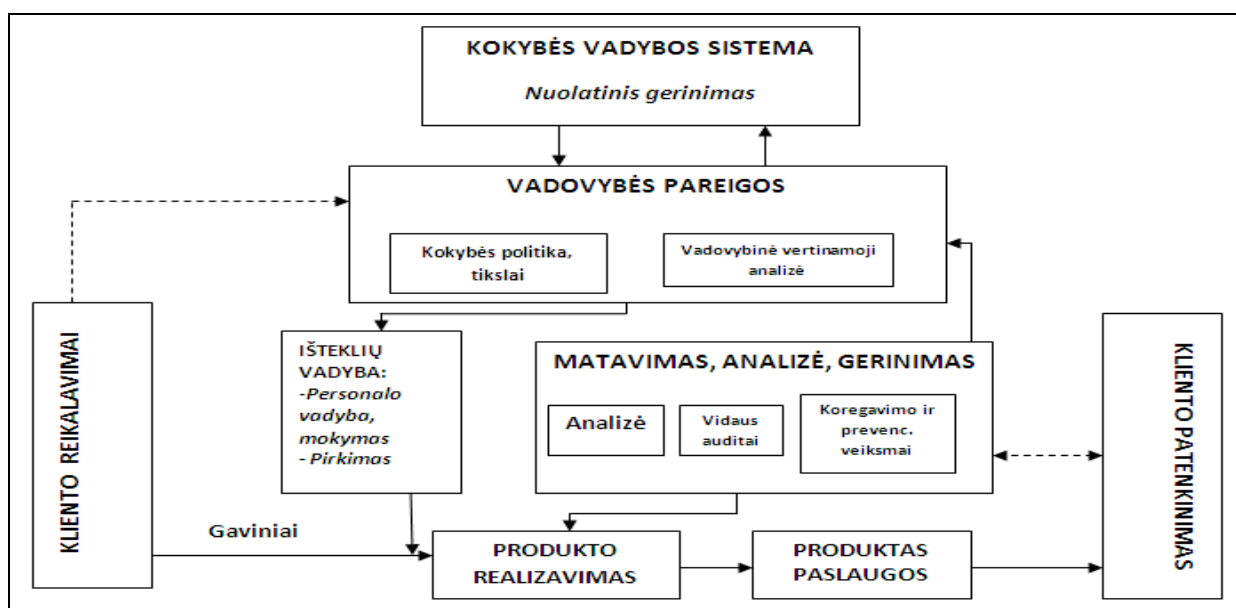 KOKYBĖS VADYBOS SISTEMA
Nuolatinis gerinimas
VADOVYBĖS PAREIGOS
Kokybės politika,
tikslai
Vadovybinė vertinamoji
analizė
KLIENTO REIKALAVIMAI
IŠTEKLIŲ
VADYBA:
-Personalo
vadyba,
mokymas
- Pirkimas
MATAVIMAS, ANALIZĖ, GERINIMAS
Analizė
Vidaus
auditai
Koregavimo ir
prevenc.
veiksmai
KLIENTO PATENKINIMAS
Gaviniai
PRODUKTO
REALIZAVIMAS
PRODUKTAS
PASLAUGOS